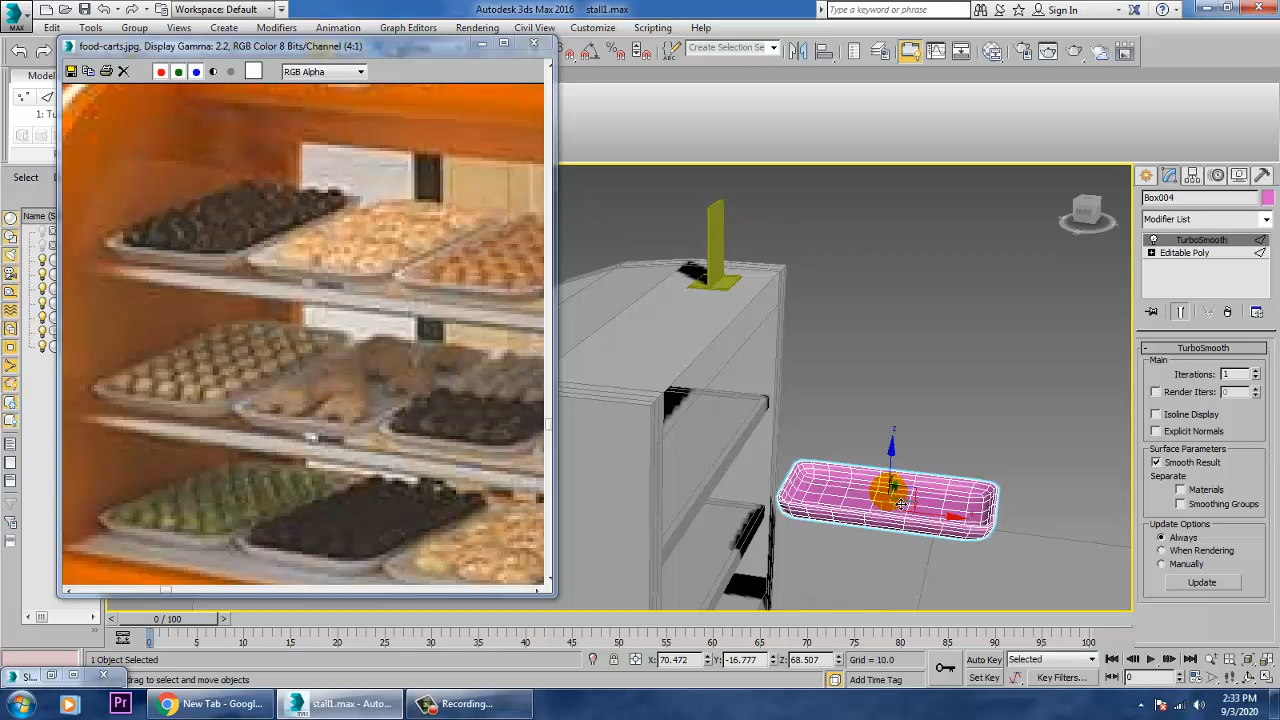 Workspace: Default
Autodesk 3ds Max 2016
stall1.max
Type a keyword or phrase
Sign In
MAX
Edit
Tools
Group
Views
Create
Modifiers
Animation
Graph Editors
Rendering
Civil View
Customize
Scripting
Help
food-carts.jpg, Display Gamma: 2.2, RGB Color 8 Bits/Channel (4:1)
Create Selection Se
RGB Alpha
Select
Name (S
Box004
Modifier List
TurboSmooth
Editable Poly
TurboSmooth
Main
Iterations: 1
Render Iters: 0
Isoline Display
Explicit Normals
Surface Parameters
Smooth Result
Separate
Materials
Smoothing Groups
Update Options
Always
When Rendering
Manually
Update
z
0 / 100
0 5 10 15 20 25 30 35 40 45 50 55 60 65 70 75 80 85 90 95 100
1 Object Selected
X: 70.472
Y: -16.777
Z: 68.507
Grid = 10.0
Auto Key
Selected
drag to select and move objects
Add Time Tag
Set Key
Key Filters...
0
New Tab - Googl...
stall1.max - Auto...
Recording...
2:33 PM
9/3/2020